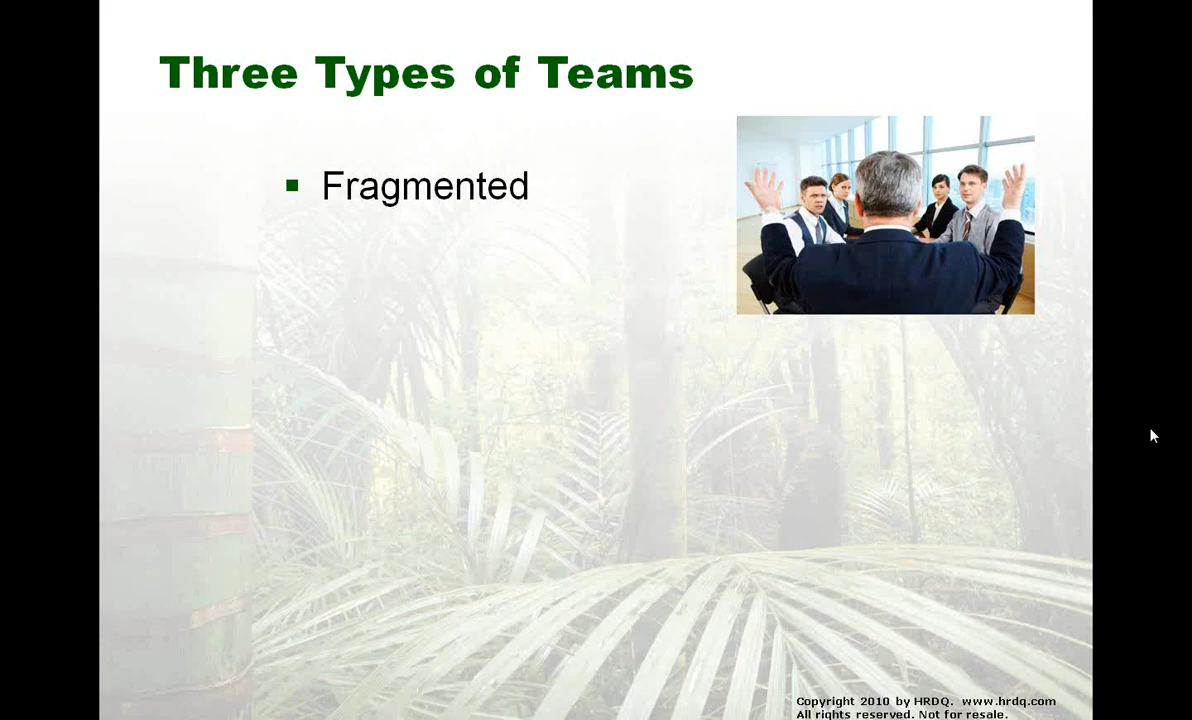 Three Types of Teams
Fragmented
Copyright 2010 by HRDQ. www.hrdq.com
All rights reserved. Not for resale.